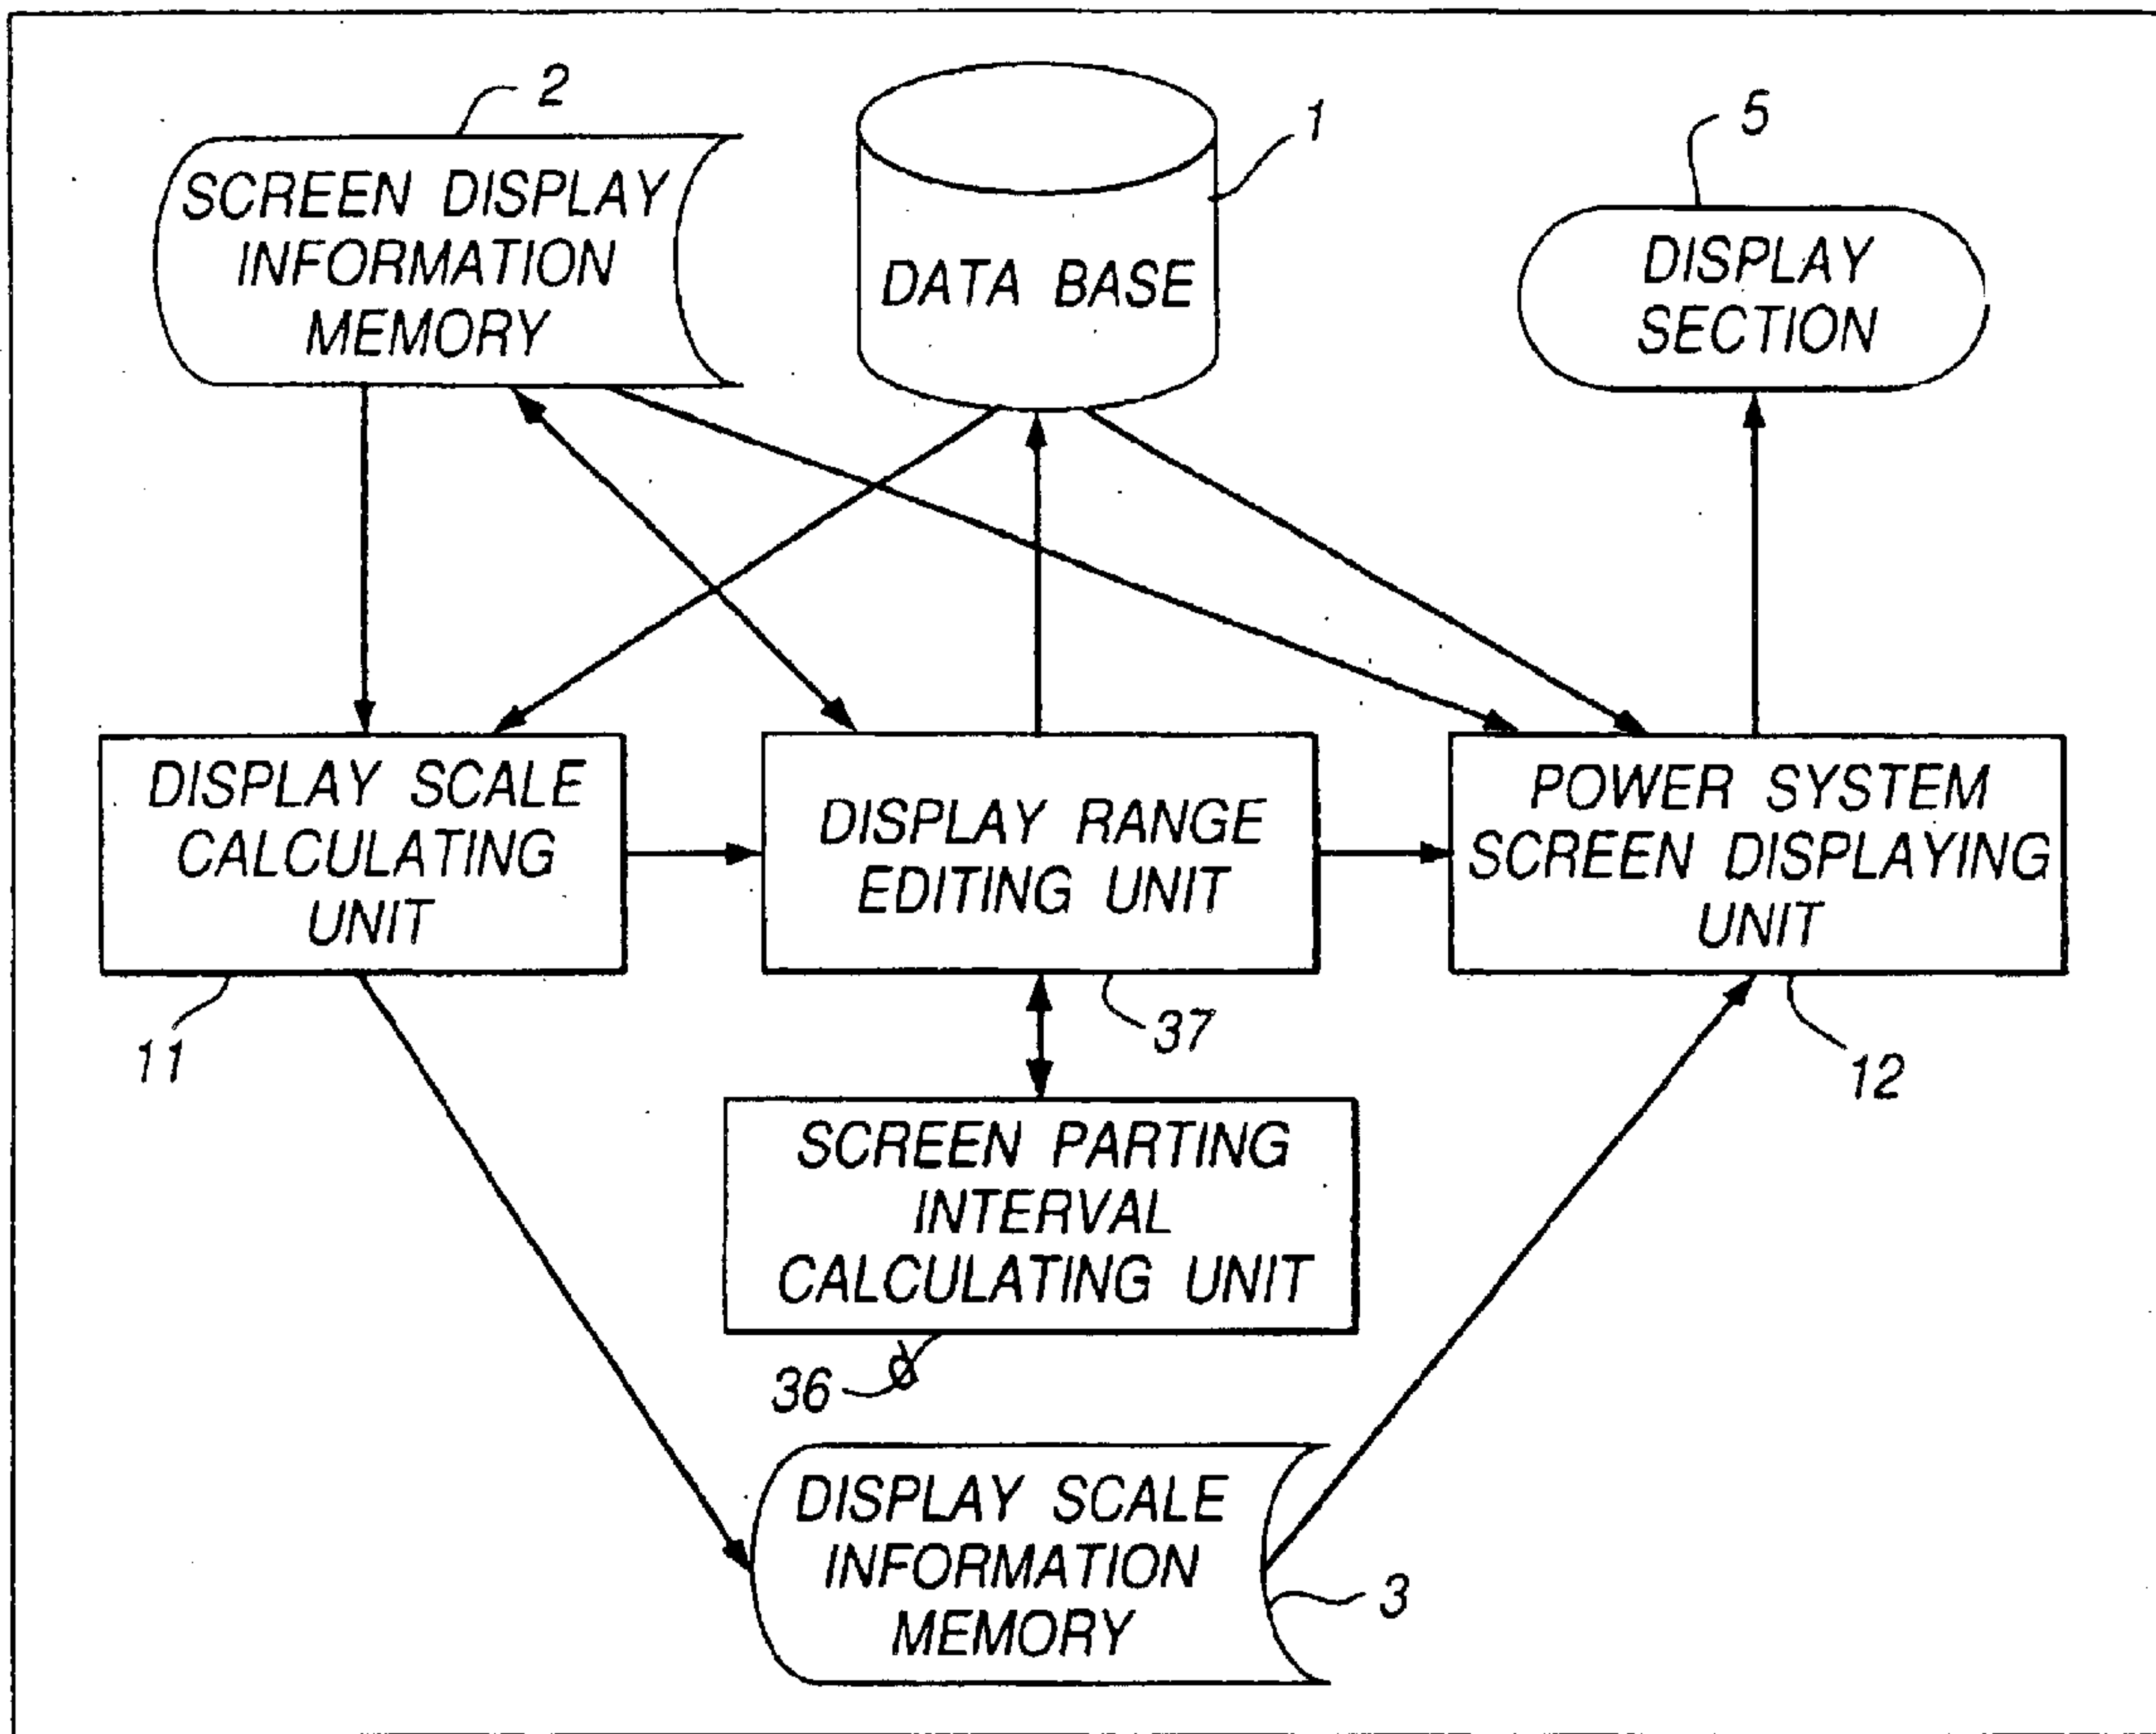 2
SCREEN DISPLAY
INFORMATION
MEMORY
1
DATA BASE
5
DISPLAY
SECTION
DISPLAY SCALE
CALCULATING
UNIT
11
DISPLAY RANGE
EDITING UNIT
37
POWER SYSTEM
SCREEN DISPLAYING
UNIT
12
SCREEN PARTING
INTERVAL
CALCULATING UNIT
36
DISPLAY SCALE
INFORMATION
MEMORY
3